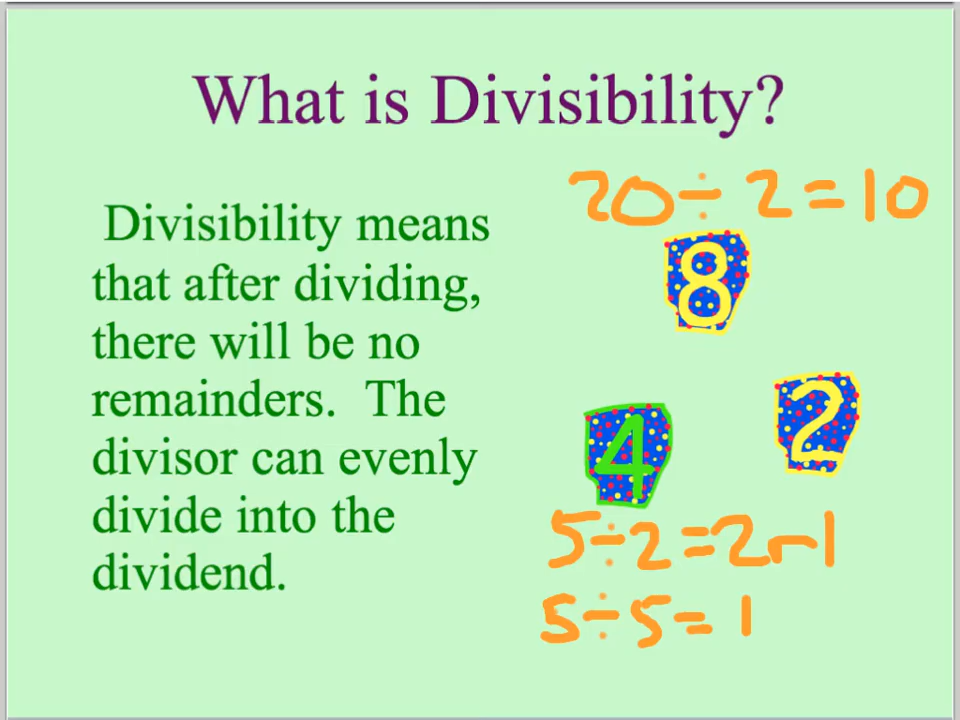 What is Divisibility?
Divisibility means
that after dividing,
there will be no
remainders.  The
divisor can evenly
divide into the
dividend.
20÷2=10
8
4
2
5÷2=2r1
5÷5=1